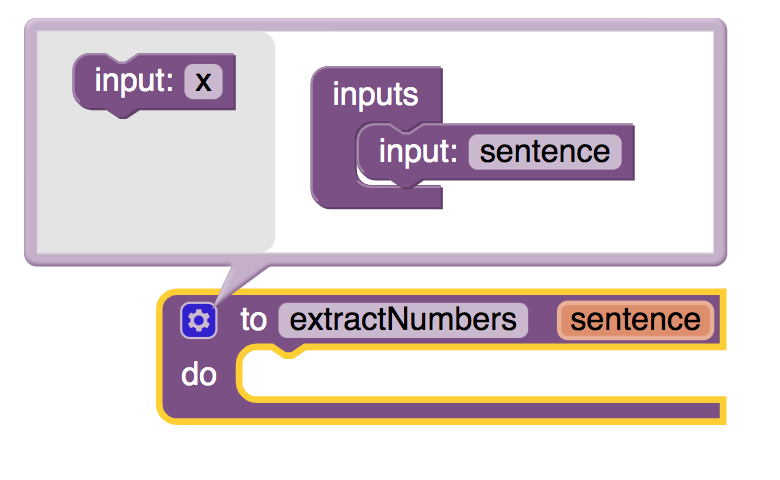 input: x
inputs
input: sentence
to extractNumbers sentence
do